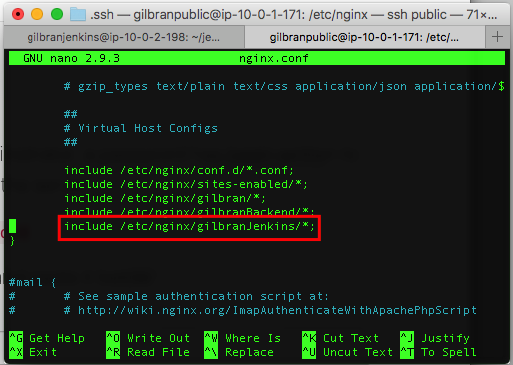 .ssh — gilbranpublic@ip-10-0-1-171: /etc/nginx — ssh public — 71×...
gilbranjenkins@ip-10-0-2-198: ~/je... gilbranpublic@ip-10-0-1-171: /etc/... +
GNU nano 2.9.3 nginx.conf
# gzip_types text/plain text/css application/json application/$
##
# Virtual Host Configs
##
include /etc/nginx/conf.d/*.conf;
include /etc/nginx/sites-enabled/*;
include /etc/nginx/gilbran/*;
include /etc/nginx/gilbranBackend/*;
include /etc/nginx/gilbranJenkins/*;
}
#mail {
# # See sample authentication script at:
# # http://wiki.nginx.org/ImapAuthenticateWithApachePhpScript
^G Get Help ^O Write Out ^W Where Is ^K Cut Text ^J Justify
^X Exit ^R Read File ^\ Replace ^U Uncut Text ^T To Spell